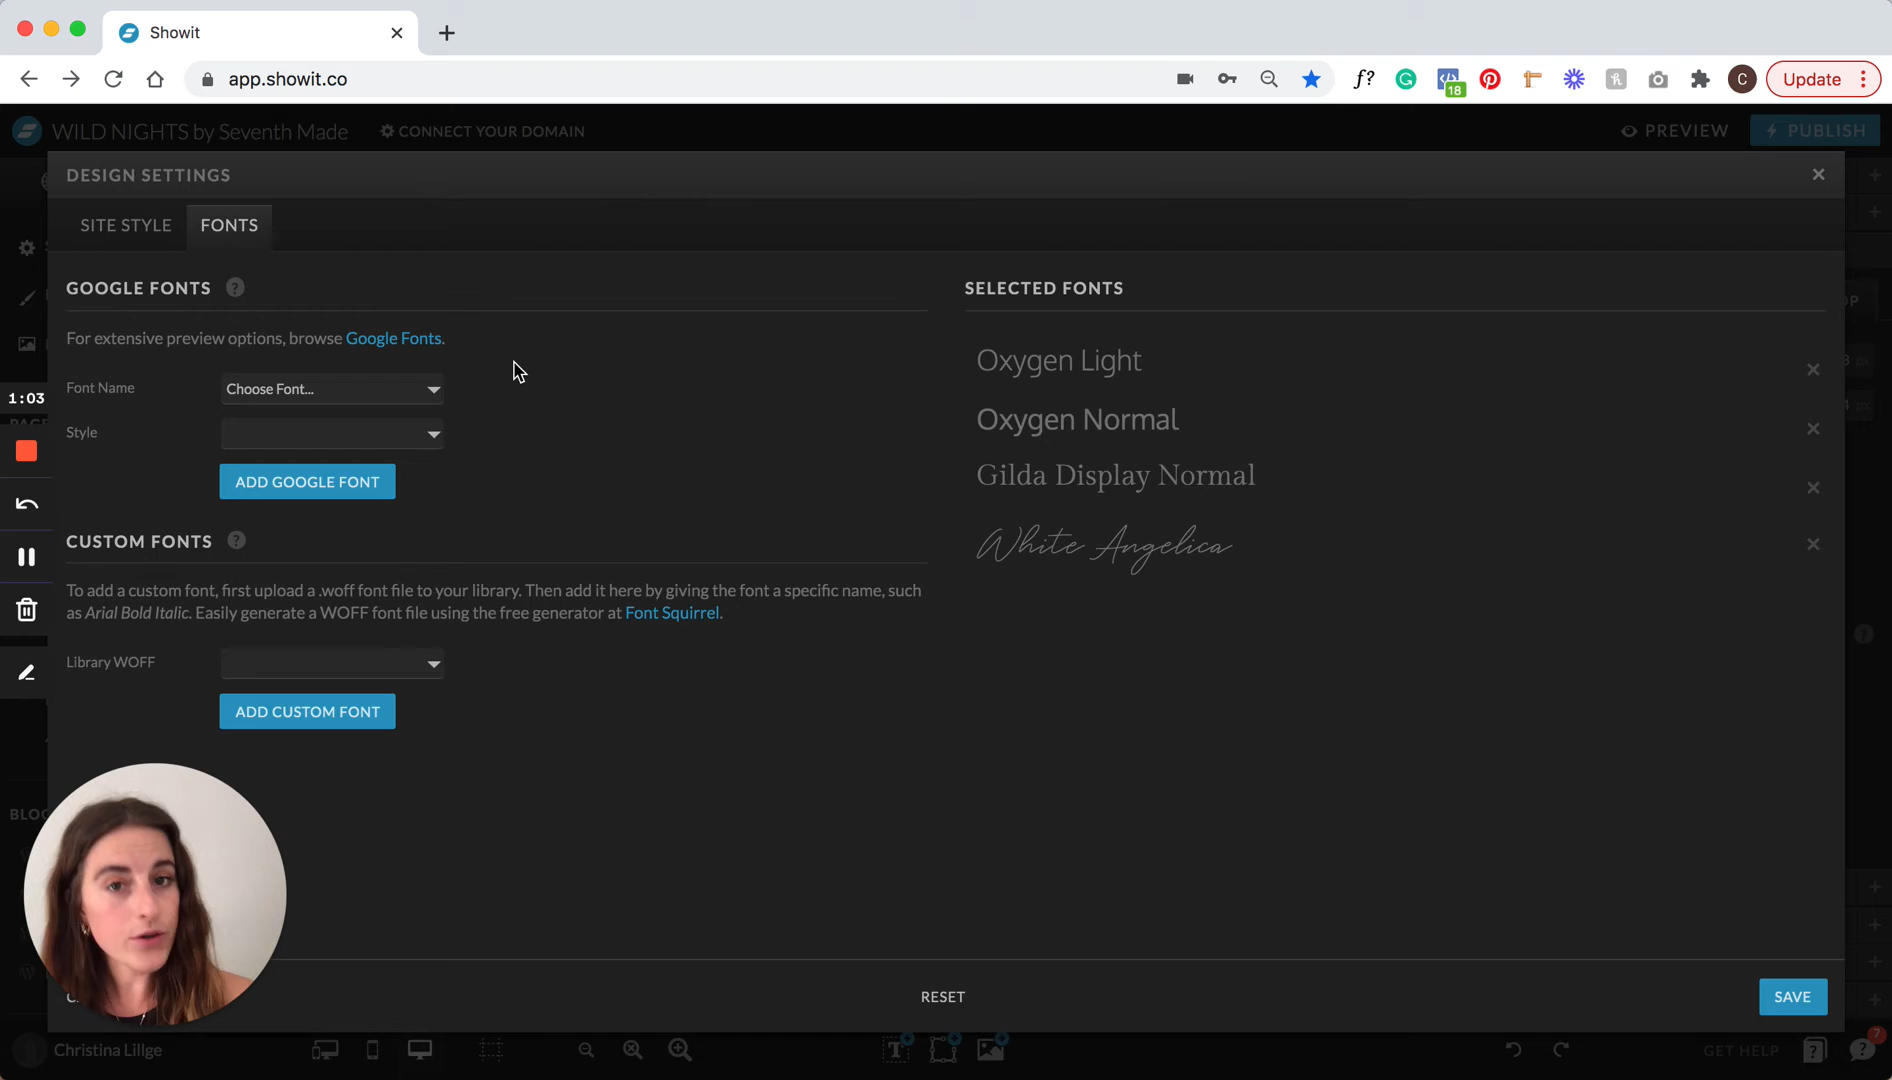 Showit
app.showit.co
f?
18
C
Update
WILD NIGHTS by Seventh Made
CONNECT YOUR DOMAIN
PREVIEW
PUBLISH
DESIGN SETTINGS
SITE STYLE
FONTS
GOOGLE FONTS ?
SELECTED FONTS
For extensive preview options, browse Google Fonts.
Font Name
Choose Font...
Style
ADD GOOGLE FONT
Oxygen Light
Oxygen Normal
Gilda Display Normal
White Angelica
1:03
CUSTOM FONTS ?
To add a custom font, first upload a .woff font file to your library. Then add it here by giving the font a specific name, such
as Arial Bold Italic. Easily generate a WOFF font file using the free generator at Font Squirrel.
Library WOFF
ADD CUSTOM FONT
RESET
SAVE
Christina Lillge
T
GET HELP
?
?
7